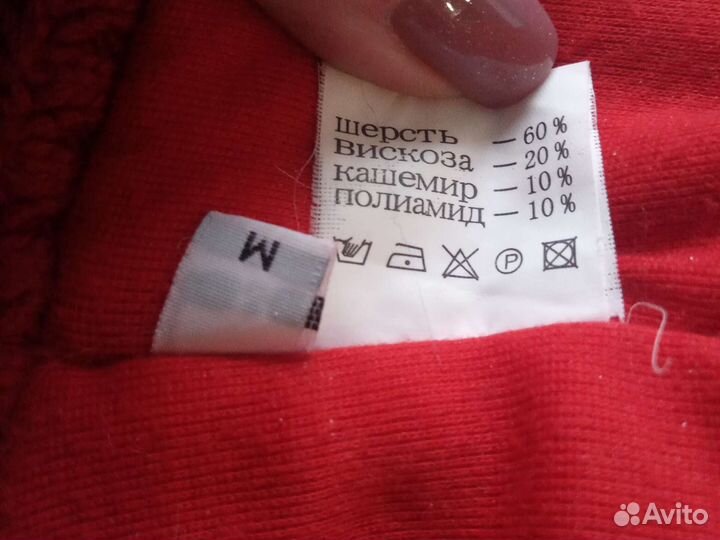 шерсть — 60 %
вискоза — 20 %
кашемир — 10 %
полиамид — 10 %
P
M
Avito